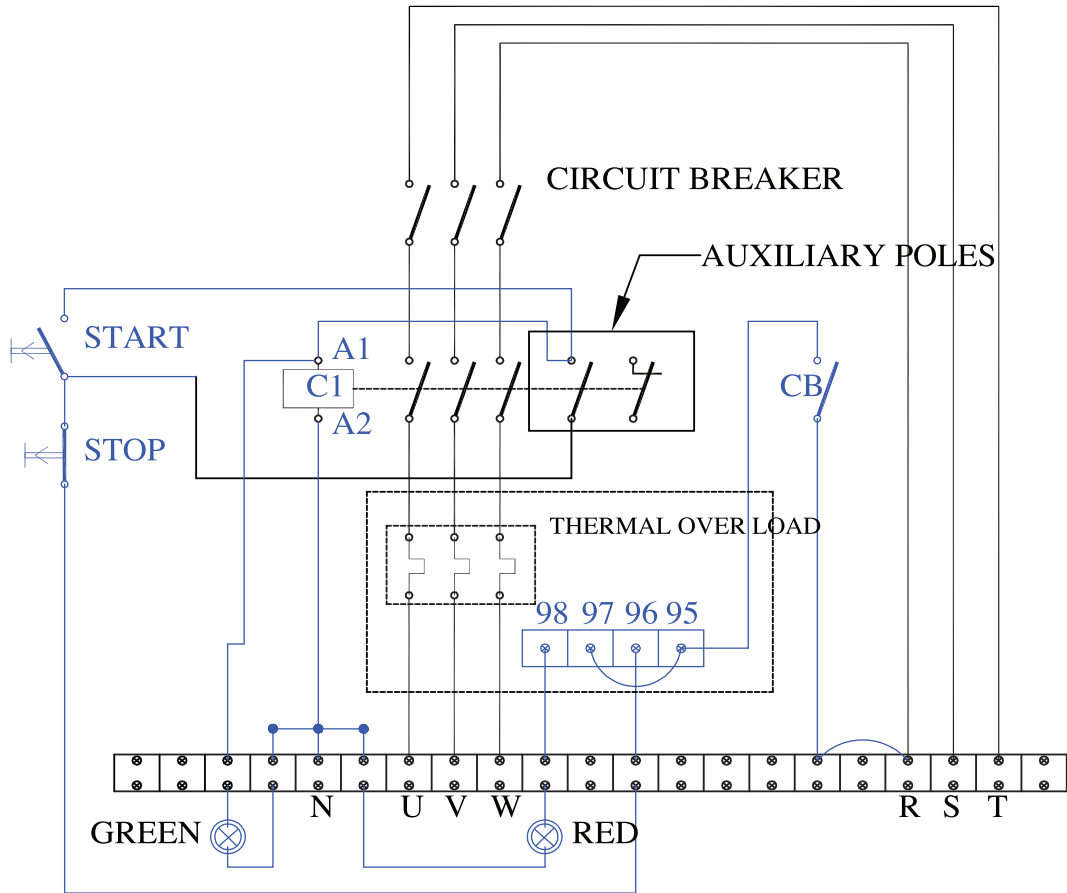 CIRCUIT BREAKER
AUXILIARY POLES
START
A1
C1
CB
A2
STOP
THERMAL OVER LOAD
98 97 96 95
N U V W R S T
GREEN RED